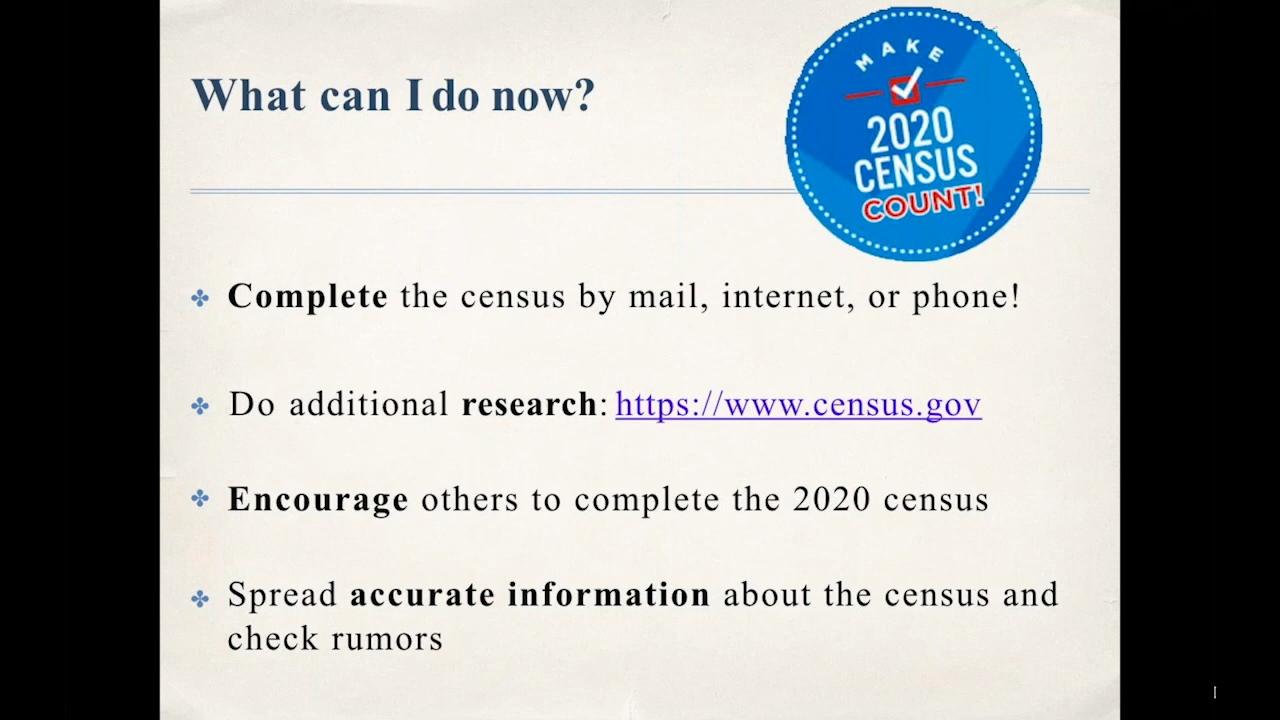 What can I do now?
MAKE
2020
CENSUS
COUNT!
Complete the census by mail, internet, or phone!
Do additional research: https://www.census.gov
Encourage others to complete the 2020 census
Spread accurate information about the census and
check rumors